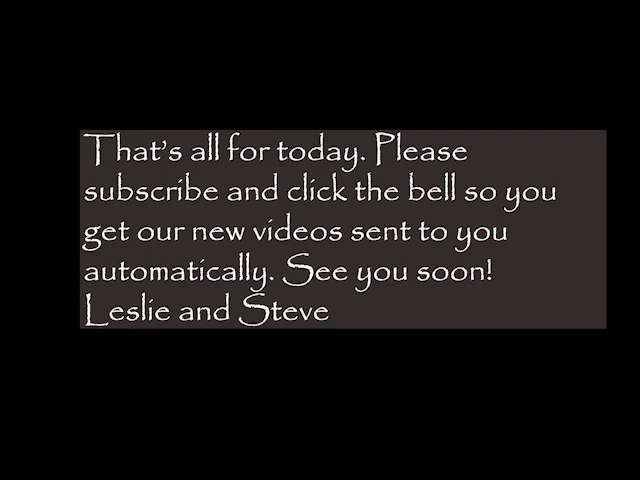 That's all for today. Please
subscribe and click the bell so you
get our new videos sent to you
automatically. See you soon!
Leslie and Steve